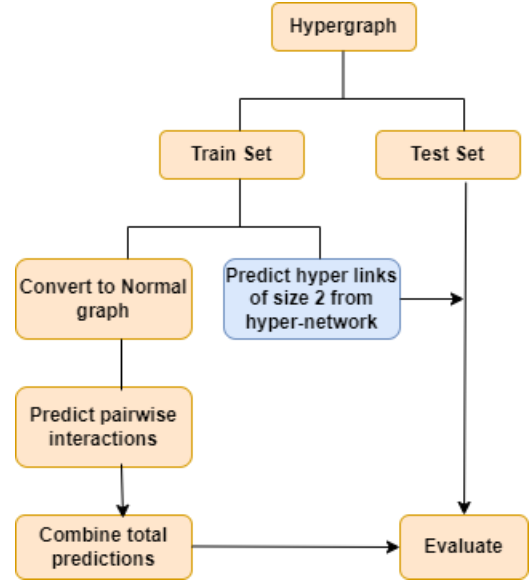 Hypergraph
Train Set
Test Set
Convert to Normal
graph
Predict hyper links
of size 2 from
hyper-network
Predict pairwise
interactions
Combine total
predictions
Evaluate